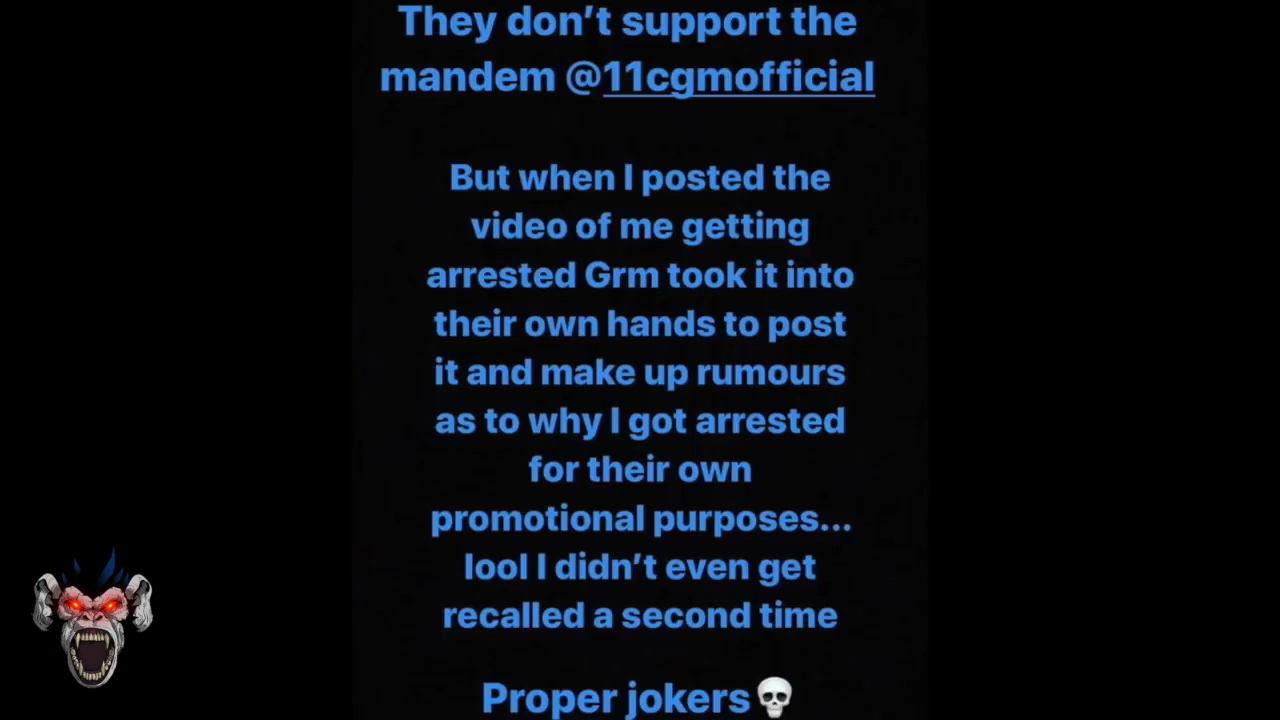 They don’t support the
mandem @11cgmofficial
But when I posted the
video of me getting
arrested Grm took it into
their own hands to post
it and make up rumours
as to why I got arrested
for their own
promotional purposes...
lool I didn’t even get
recalled a second time
Proper jokers💀